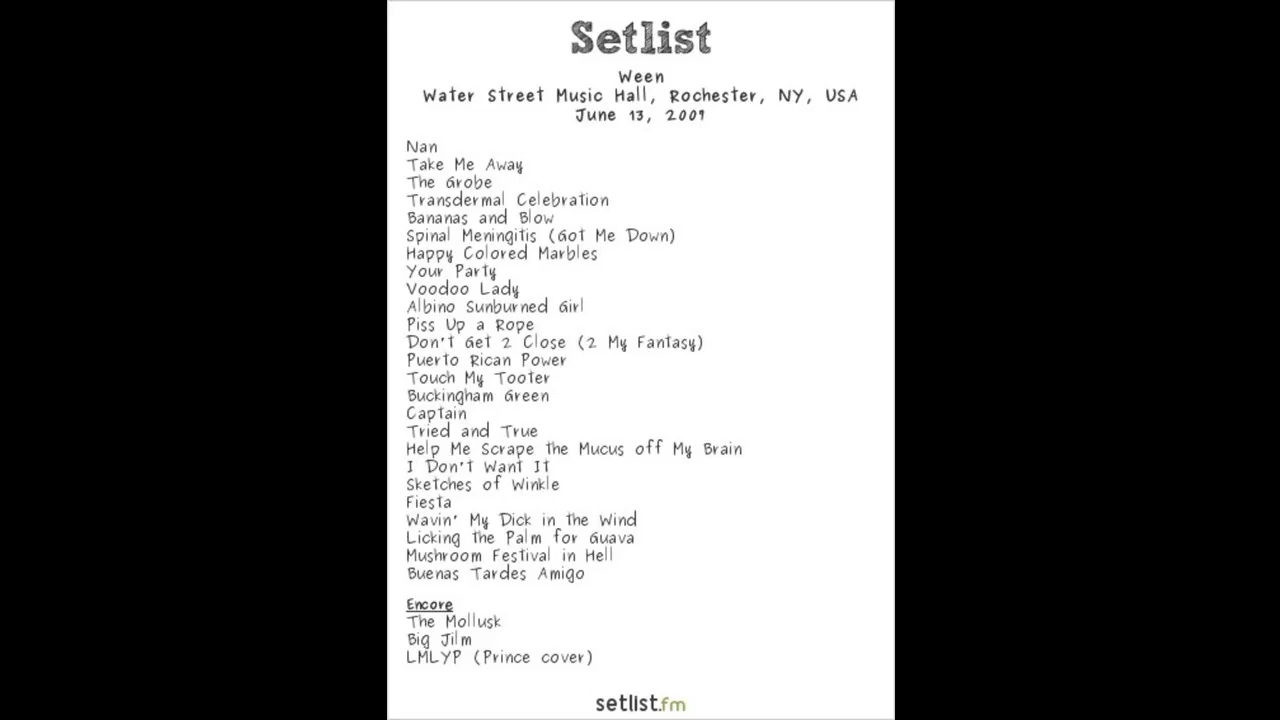 Setlist
Ween
Water Street Music Hall, Rochester, NY, USA
June 13, 2009
Nan
Take Me Away
The Grobe
Transdermal Celebration
Bananas and Blow
Spinal Meningitis (Got Me Down)
Happy Colored Marbles
Your Party
Voodoo Lady
Albino Sunburned Girl
Piss Up a Rope
Don't Get 2 Close (2 My Fantasy)
Puerto Rican Power
Touch My Tooter
Buckingham Green
Captain
Tried and True
Help Me Scrape the Mucus off My Brain
I Don't Want It
Sketches of Winkle
Fiesta
Wavin' My Dick in the Wind
Licking the Palm for Guava
Mushroom Festival in Hell
Buenas Tardes Amigo
Encore
The Mollusk
Big Jilm
LMLYP (Prince cover)
setlist.fm